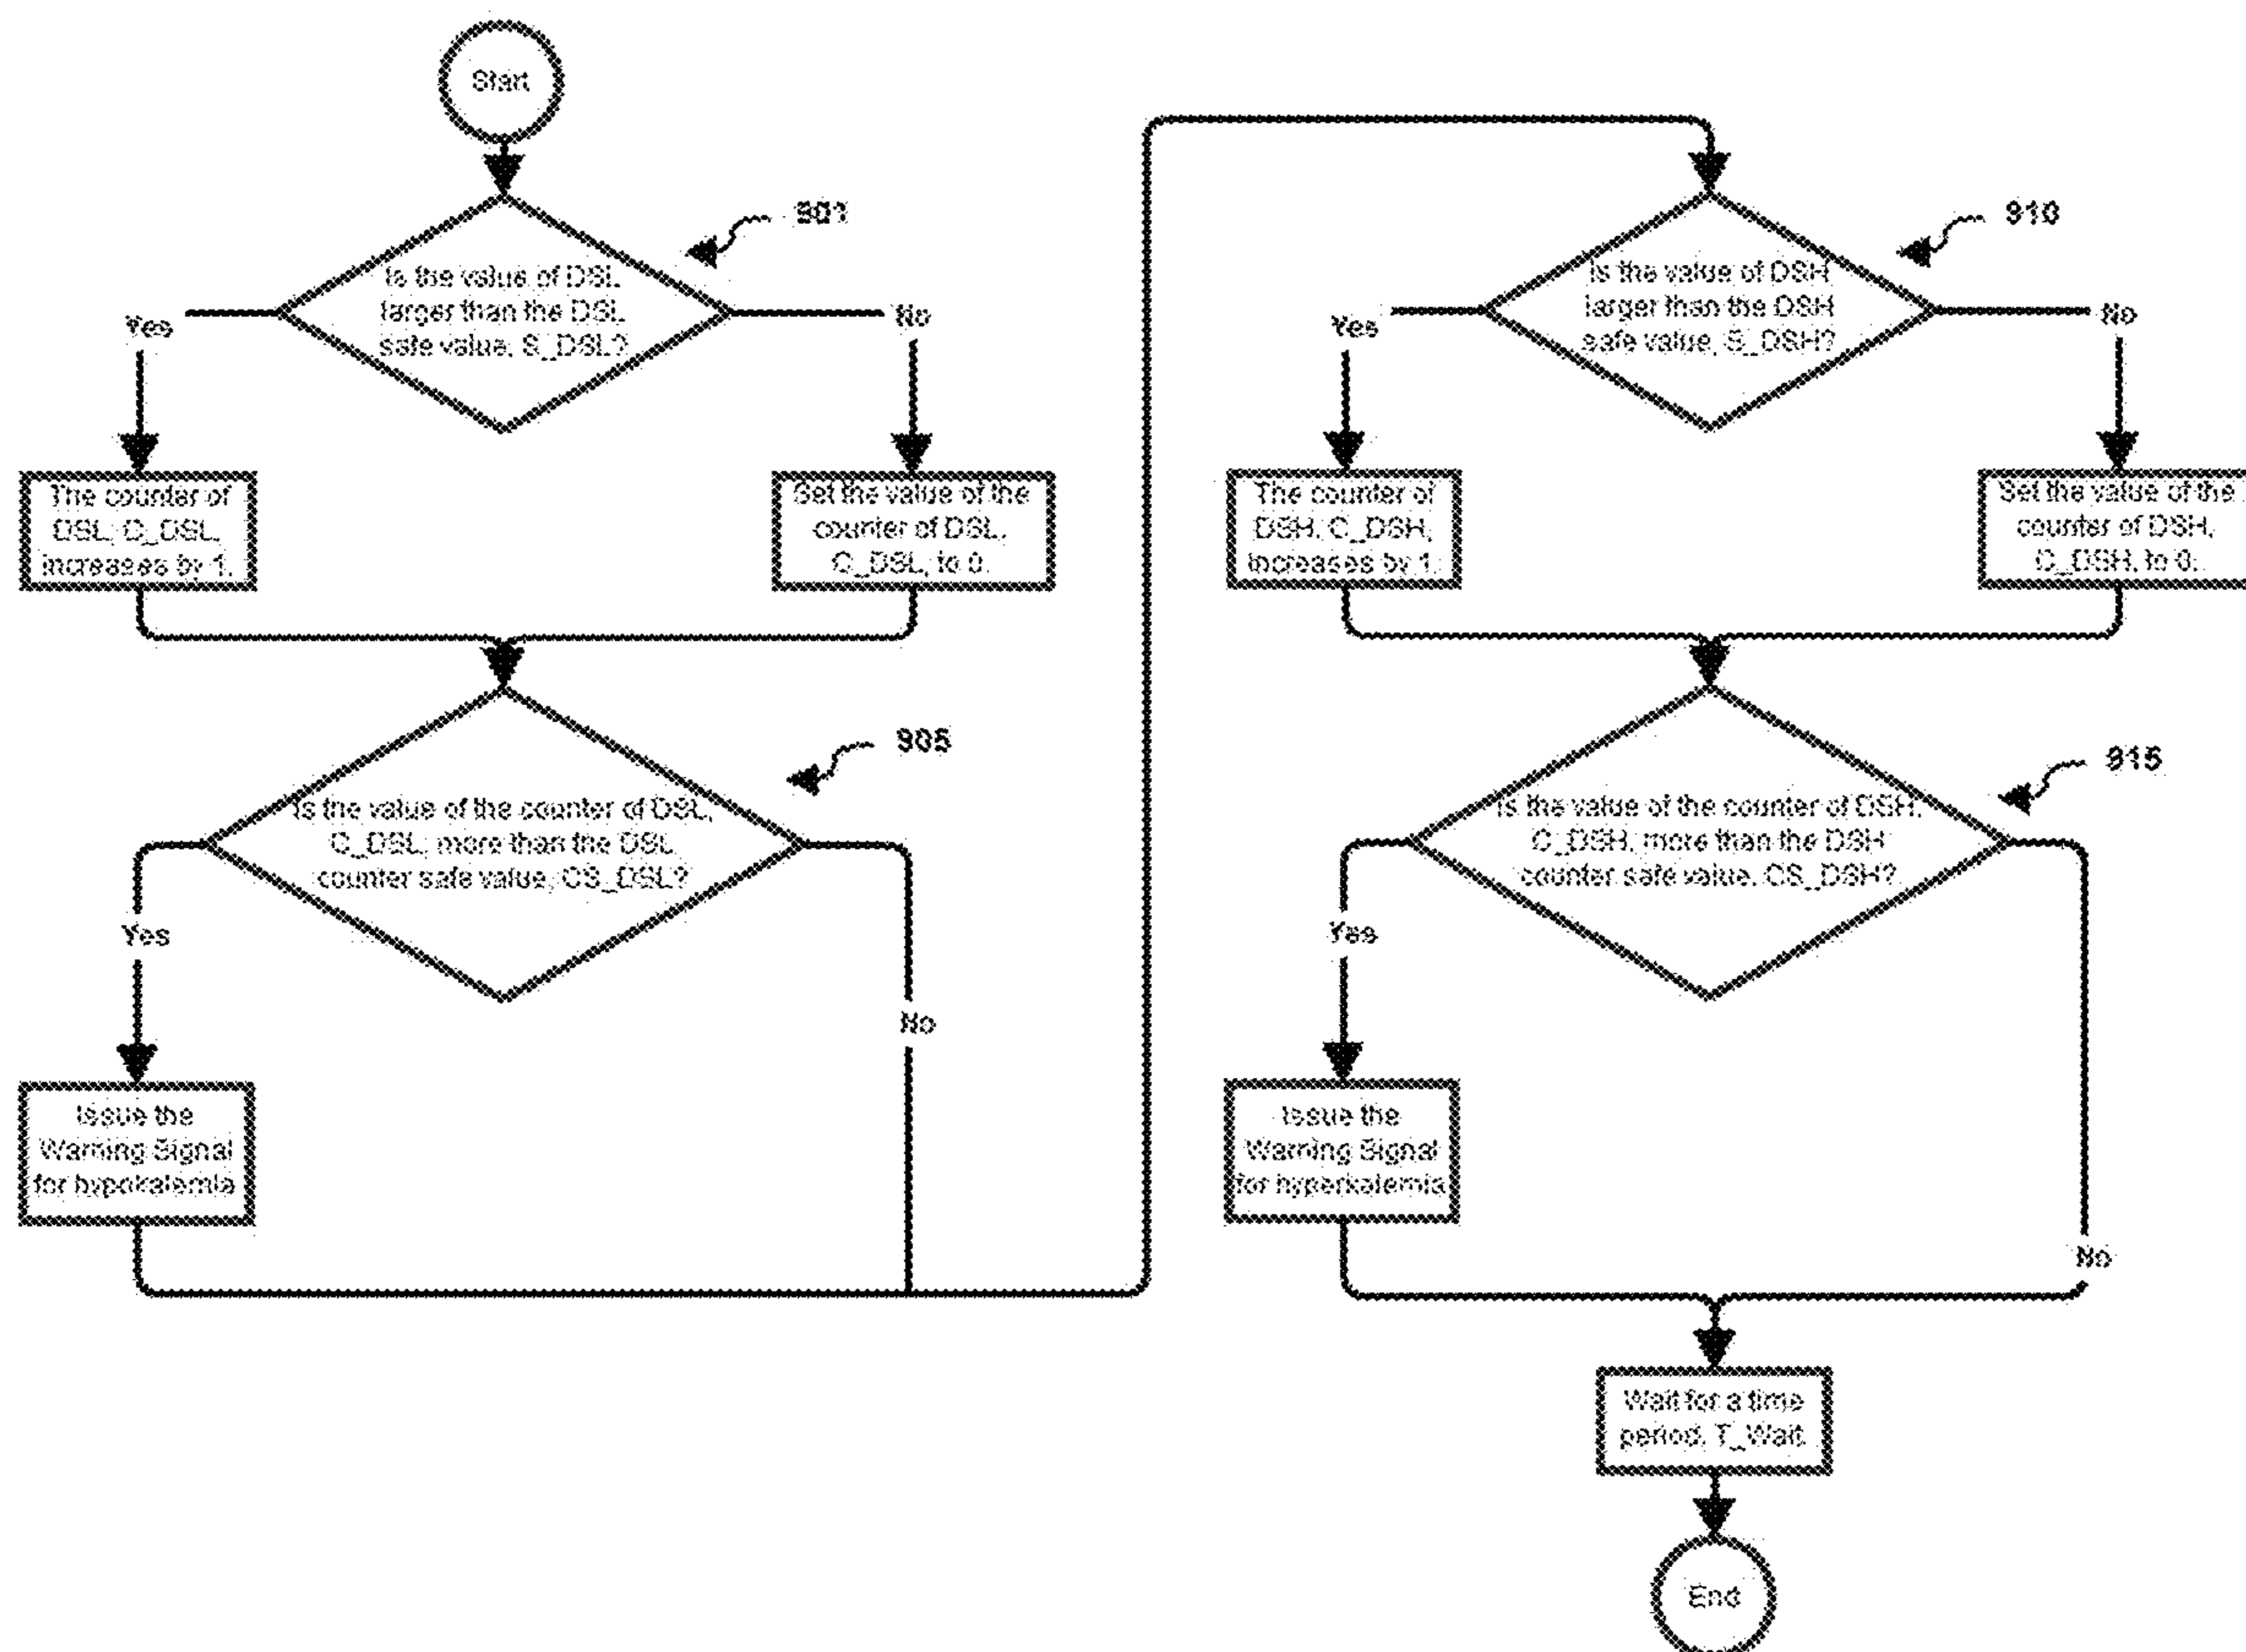 Start
901
Is the value of DSL
larger than the DSL
safe value, S_DSL?
Yes
No
The counter of
DSL, C_DSL,
increases by 1.
Set the value of the
counter of DSL,
C_DSL, to 0.
905
Is the value of the counter of DSL,
C_DSL, more than the DSL
counter safe value, CS_DSL?
Yes
No
Issue the
Warning Signal
for hypokalemia
910
Is the value of DSH
larger than the DSH
safe value, S_DSH?
Yes
No
The counter of
DSH, C_DSH,
increases by 1.
Set the value of the
counter of DSH,
C_DSH, to 0.
915
Is the value of the counter of DSH,
C_DSH, more than the DSH
counter safe value, CS_DSH?
Yes
No
Issue the
Warning Signal
for hyperkalemia
Wait for a time
period, T_Wait.
End